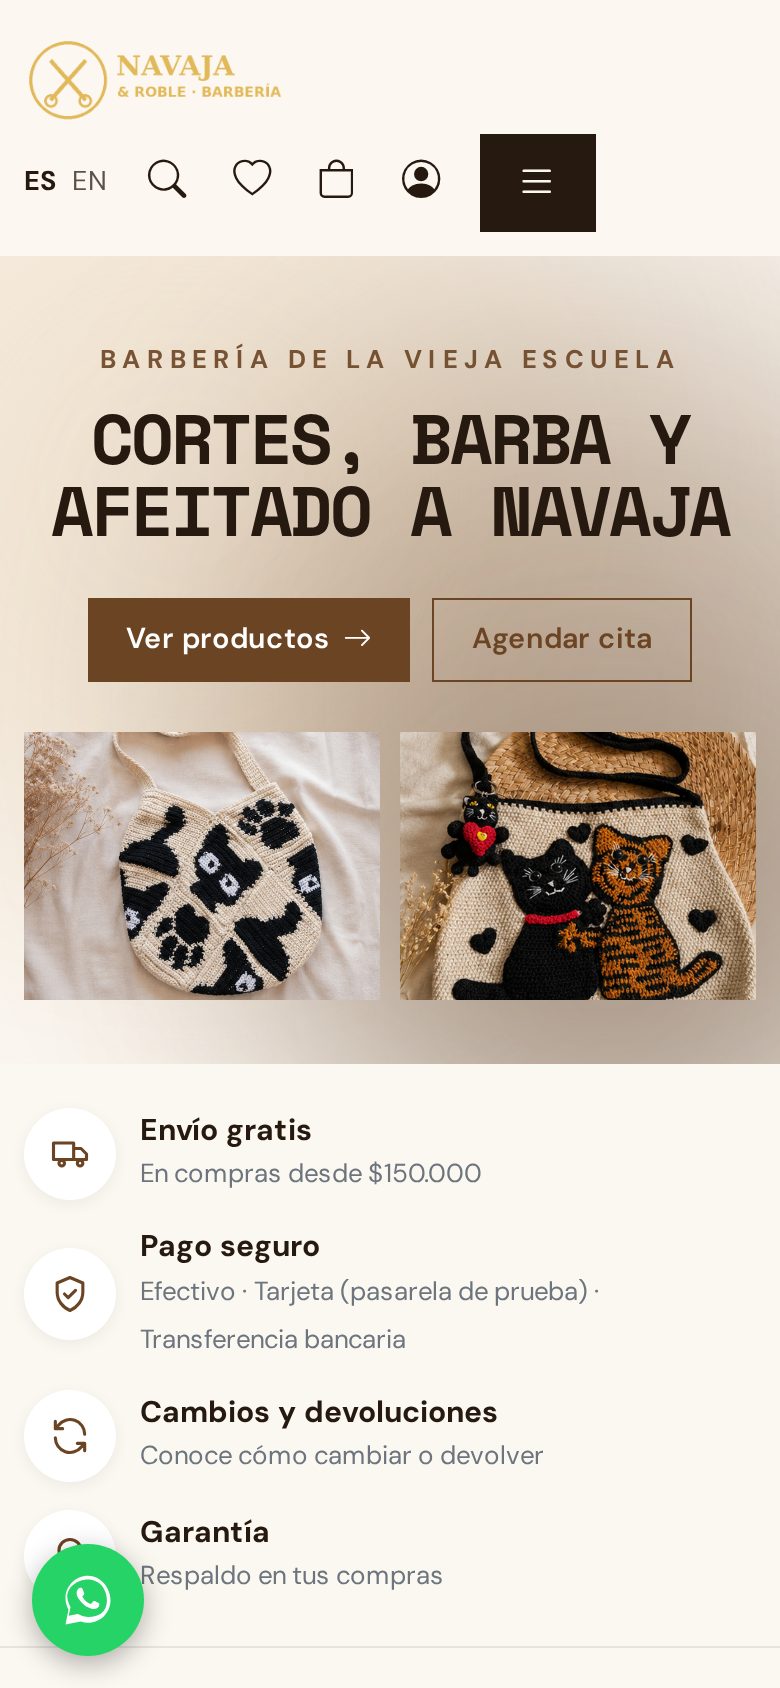 NAVAJA
& ROBLE · BARBERÍA
ES EN
BARBERÍA DE LA VIEJA ESCUELA
CORTES, BARBA Y
AFEITADO A NAVAJA
Ver productos →
Agendar cita
Envío gratis
En compras desde $150.000
Pago seguro
Efectivo · Tarjeta (pasarela de prueba) ·
Transferencia bancaria
Cambios y devoluciones
Conoce cómo cambiar o devolver
Garantía
Respaldo en tus compras